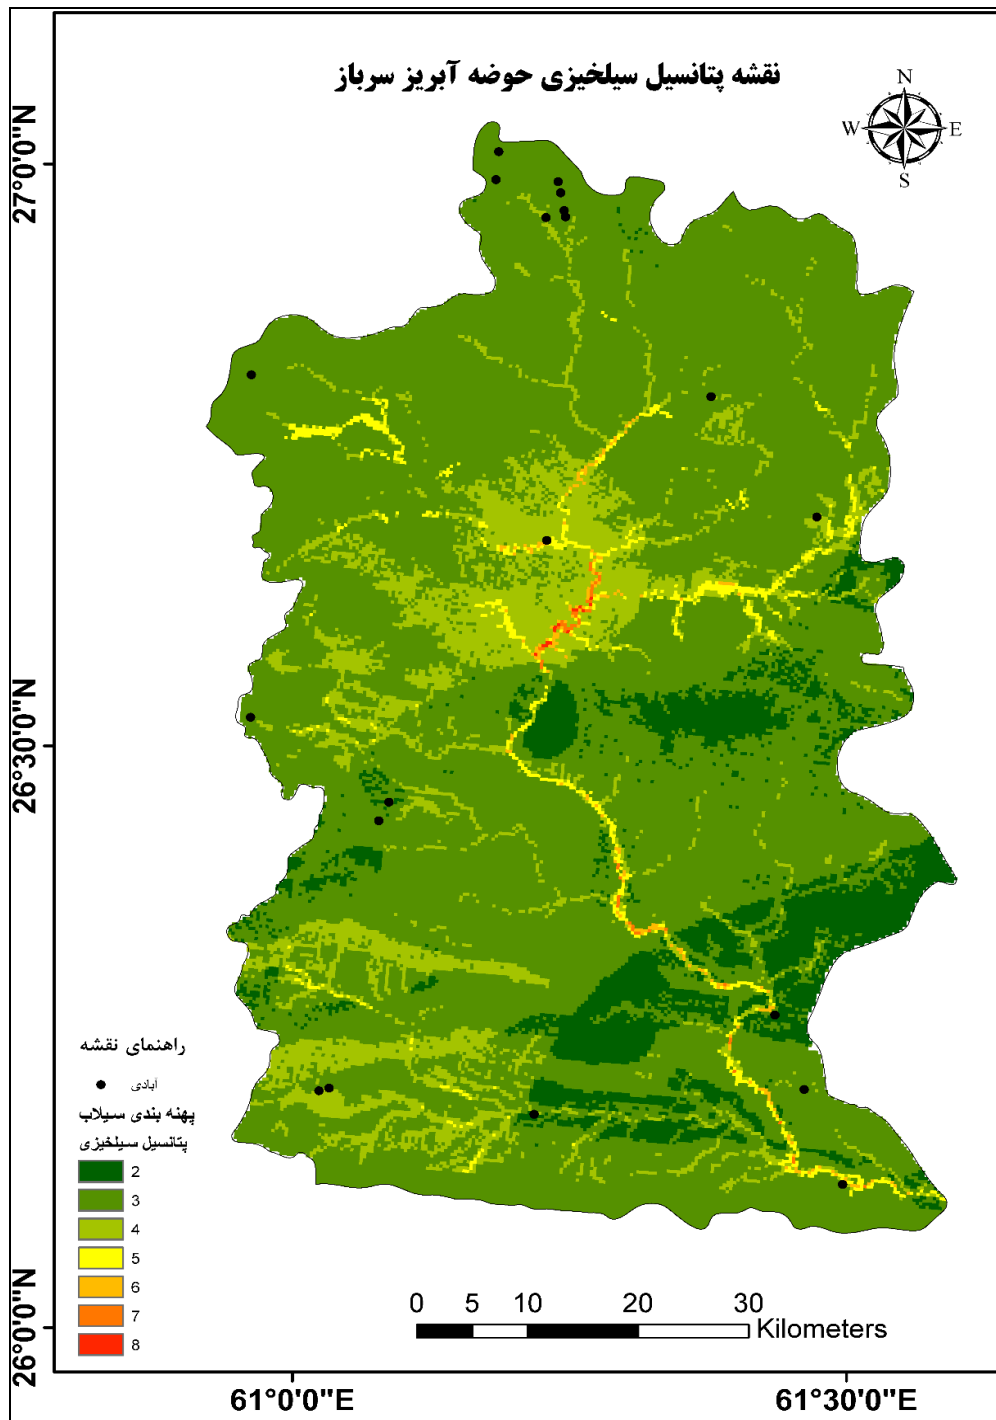 نقشه پتانسیل سیلخیزی حوضه آبریز سرباز
N
W E
S
27°0'0"N
26°30'0"N
26°0'0"N
راهنمای نقشه
آبادی
پهنه بندی سیلاب
پتانسیل سیلخیزی
2
3
4
5
6
7
8
0 5 10 20 30
Kilometers
61°0'0"E 61°30'0"E